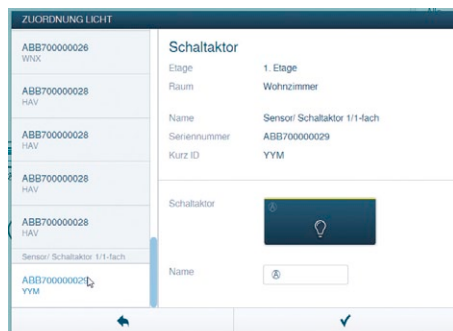 ZUORDNUNG LICHT
ABB700000026
WNX
ABB700000028
HAV
ABB700000028
HAV
ABB700000028
HAV
ABB700000028
HAV
Sensor/ Schaltaktor 1/1-fach
ABB700000029
YYM
Schaltaktor
Etage 1. Etage
Raum Wohnzimmer
Name Sensor/ Schaltaktor 1/1-fach
Seriennummer ABB700000029
Kurz ID YYM
Schaltaktor
Name